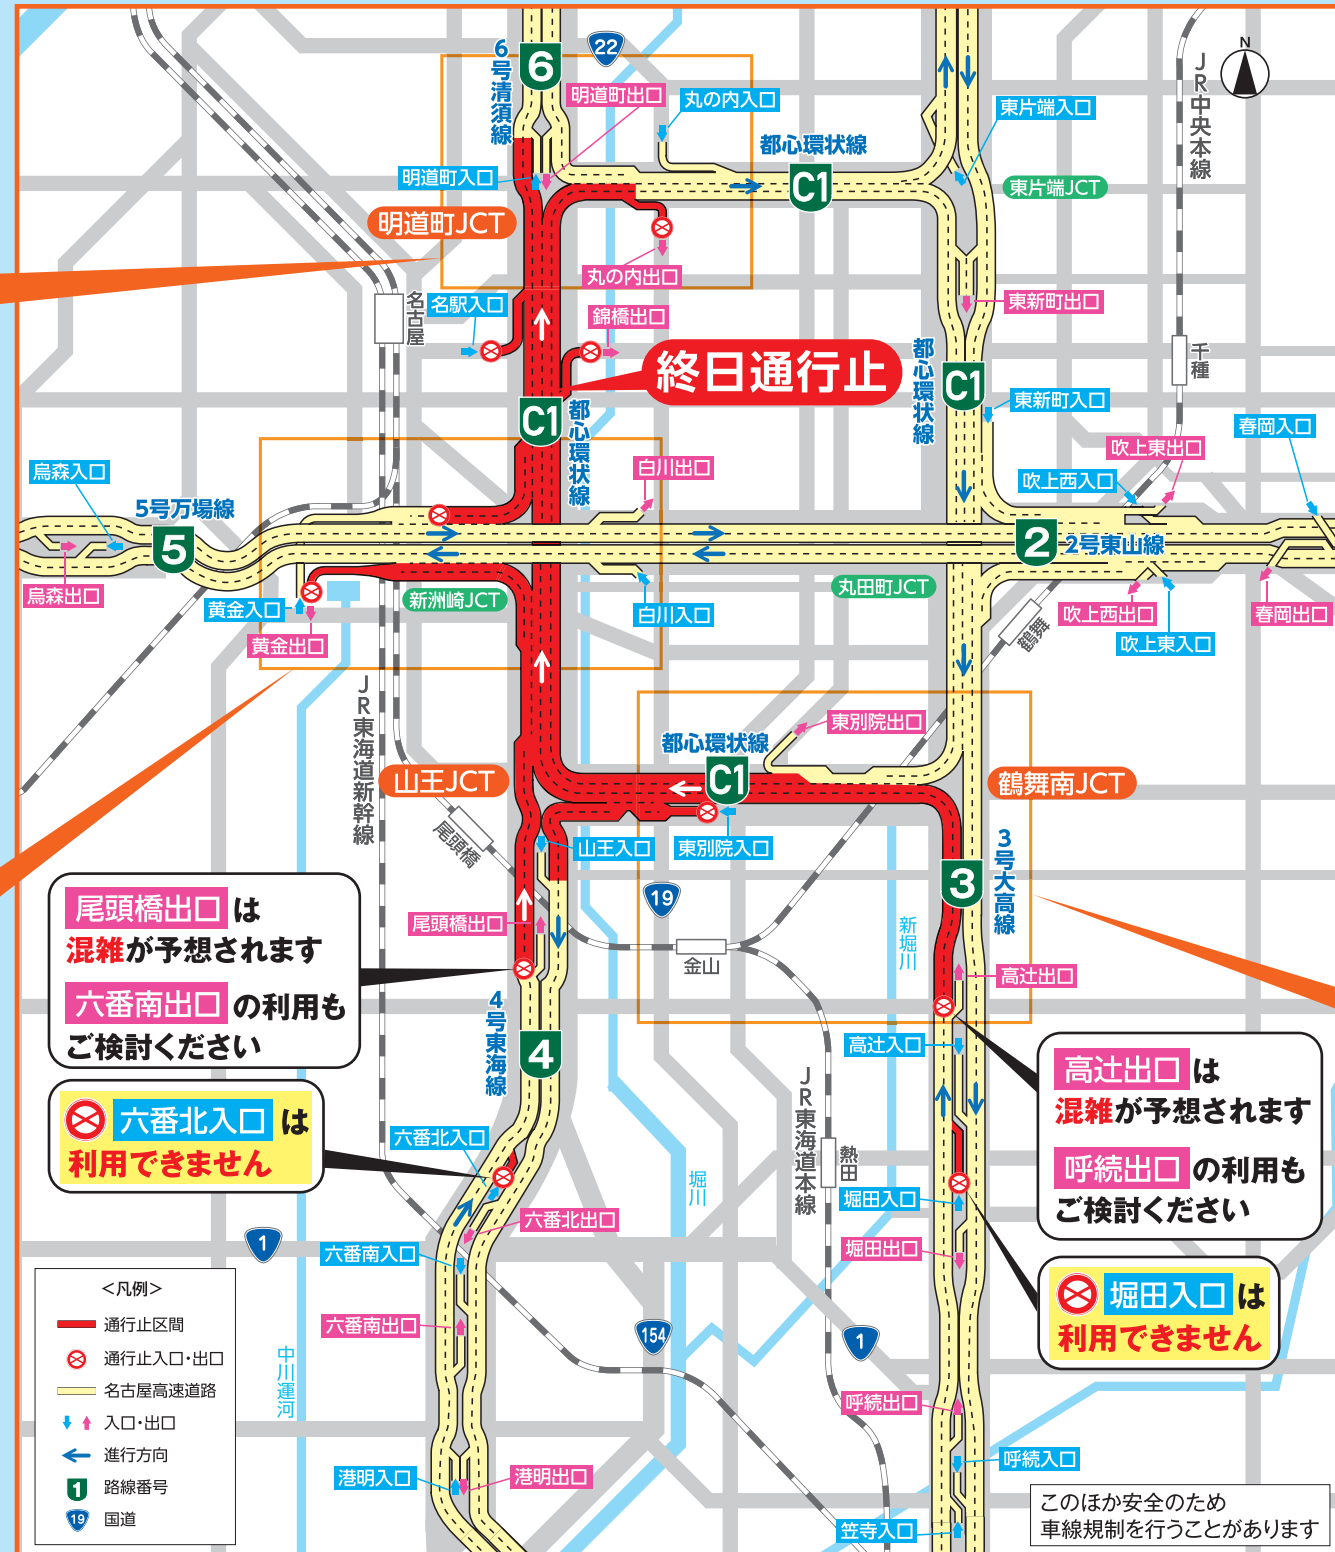 6号清須線
6
22
明道町出口
丸の内入口
都心環状線
C1
東片端入口
JR中央本線
N
明道町入口
東片端JCT
明道町JCT
丸の内出口
名古屋
名駅入口
錦橋出口
東新町出口
終日通行止
都心環状線
C1
千種
C1
都心環状線
東新町入口
春岡入口
吹上東出口
烏森入口
白川出口
吹上西入口
5号万場線
5
2
2号東山線
烏森出口
黄金入口
新洲崎JCT
白川入口
丸田町JCT
吹上西出口
春岡出口
黄金出口
鶴舞
吹上東入口
JR東海道新幹線
東別院出口
都心環状線
C1
山王JCT
鶴舞南JCT
尾頭橋
山王入口
東別院入口
3号大高線
3
尾頭橋出口は
混雑が予想されます
六番南出口の利用も
ご検討ください
19
尾頭橋出口
新堀川
金山
高辻出口
4号東海線
4
高辻入口
高辻出口は
混雑が予想されます
呼続出口の利用も
ご検討ください
六番北入口は
利用できません
JR東海道本線
六番北入口
熱田
堀川
堀田入口
六番北出口
1
六番南入口
堀田出口
堀田入口は
利用できません
<凡例>
通行止区間
通行止入口・出口
名古屋高速道路
入口・出口
進行方向
1
路線番号
19
国道
六番南出口
154
1
中川運河
呼続出口
港明入口
港明出口
呼続入口
笠寺入口
このほか安全のため
車線規制を行うことがあります